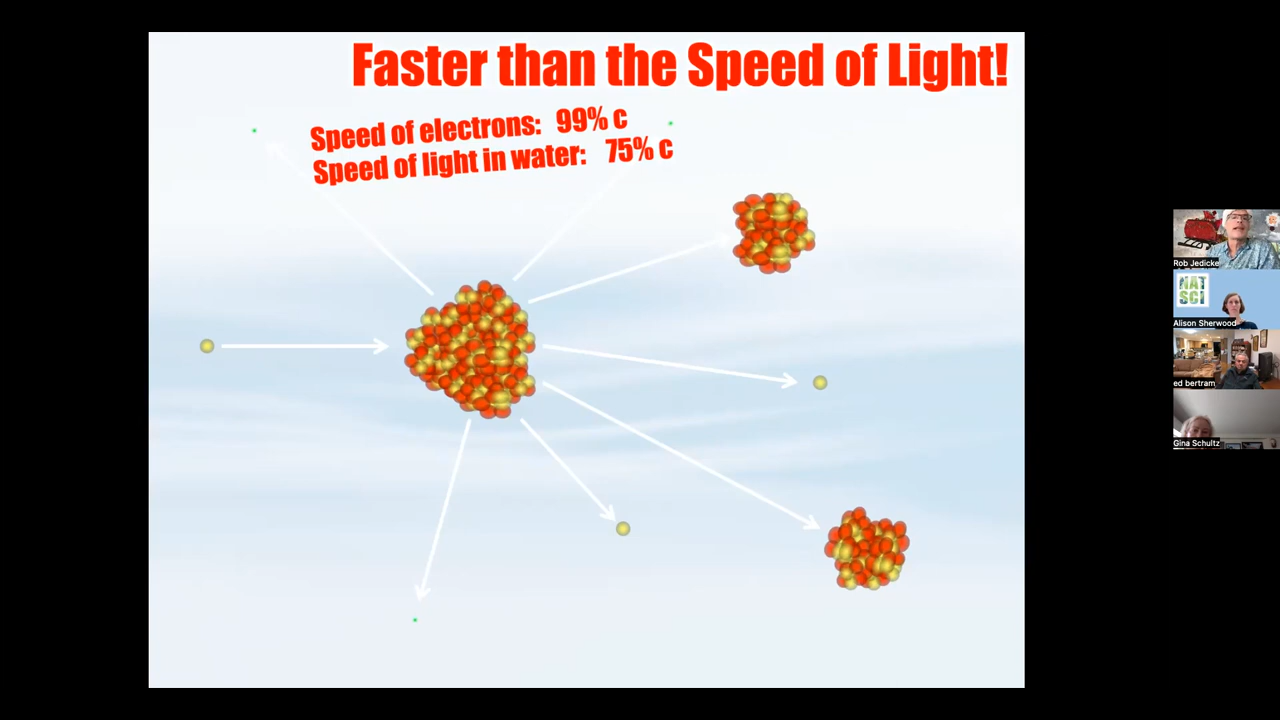 Faster than the Speed of Light!
Speed of electrons: 99% c
Speed of light in water: 75% c
Rob Jedicke
NAT
SCI
Alison Sherwood
ed bertram
Gina Schultz